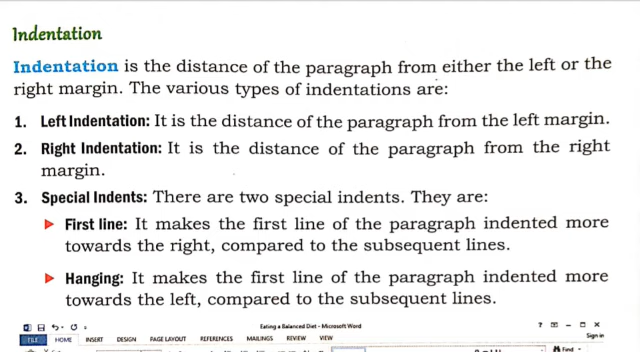 Indentation
Indentation is the distance of the paragraph from either the left or the
right margin. The various types of indentations are:
1. Left Indentation: It is the distance of the paragraph from the left margin.
2. Right Indentation: It is the distance of the paragraph from the right
margin.
3. Special Indents: There are two special indents. They are:
First line: It makes the first line of the paragraph indented more
towards the right, compared to the subsequent lines.
Hanging: It makes the first line of the paragraph indented more
towards the left, compared to the subsequent lines.
Eating a Balanced Diet - Microsoft Word
FILE HOME INSERT DESIGN PAGE LAYOUT REFERENCES MAILINGS REVIEW VIEW Sign in
Find